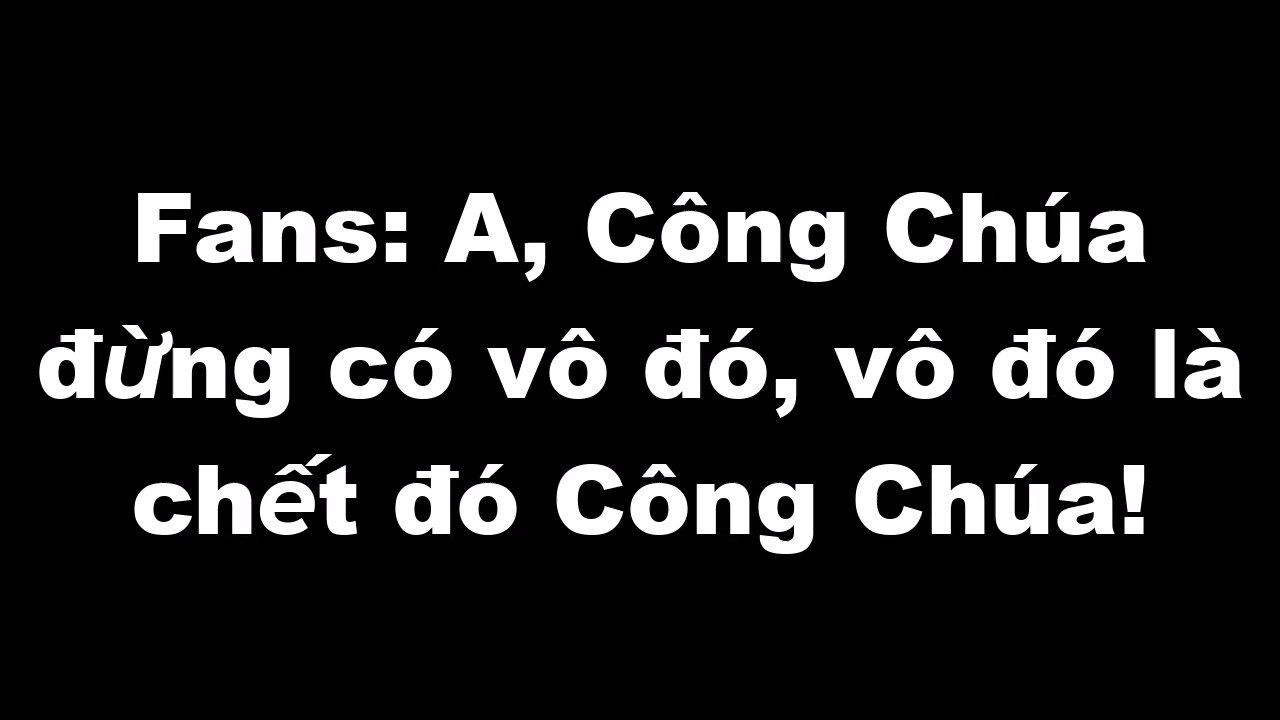 Fans: A, Công Chúa
đừng có vô đó, vô đó là
chết đó Công Chúa!